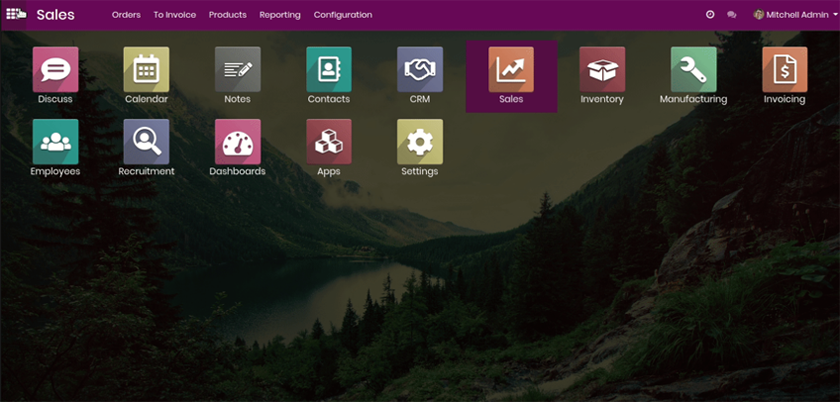 Sales Orders To Invoice Products Reporting Configuration Mitchell Admin
Discuss Calendar Notes Contacts CRM Sales Inventory Manufacturing Invoicing
Employees Recruitment Dashboards Apps Settings